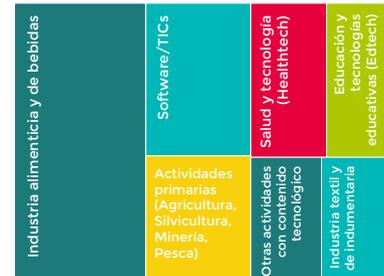 Industria alimenticia y de bebidas
Software/TICs
Salud y tecnología
(Healthtech)
Educación y
tecnologías
educativas (Edtech)
Actividades
primarias
(Agricultura,
Silvicultura,
Minería,
Pesca)
Otras actividades
con contenido
tecnológico
Industria textil y
de indumentaria